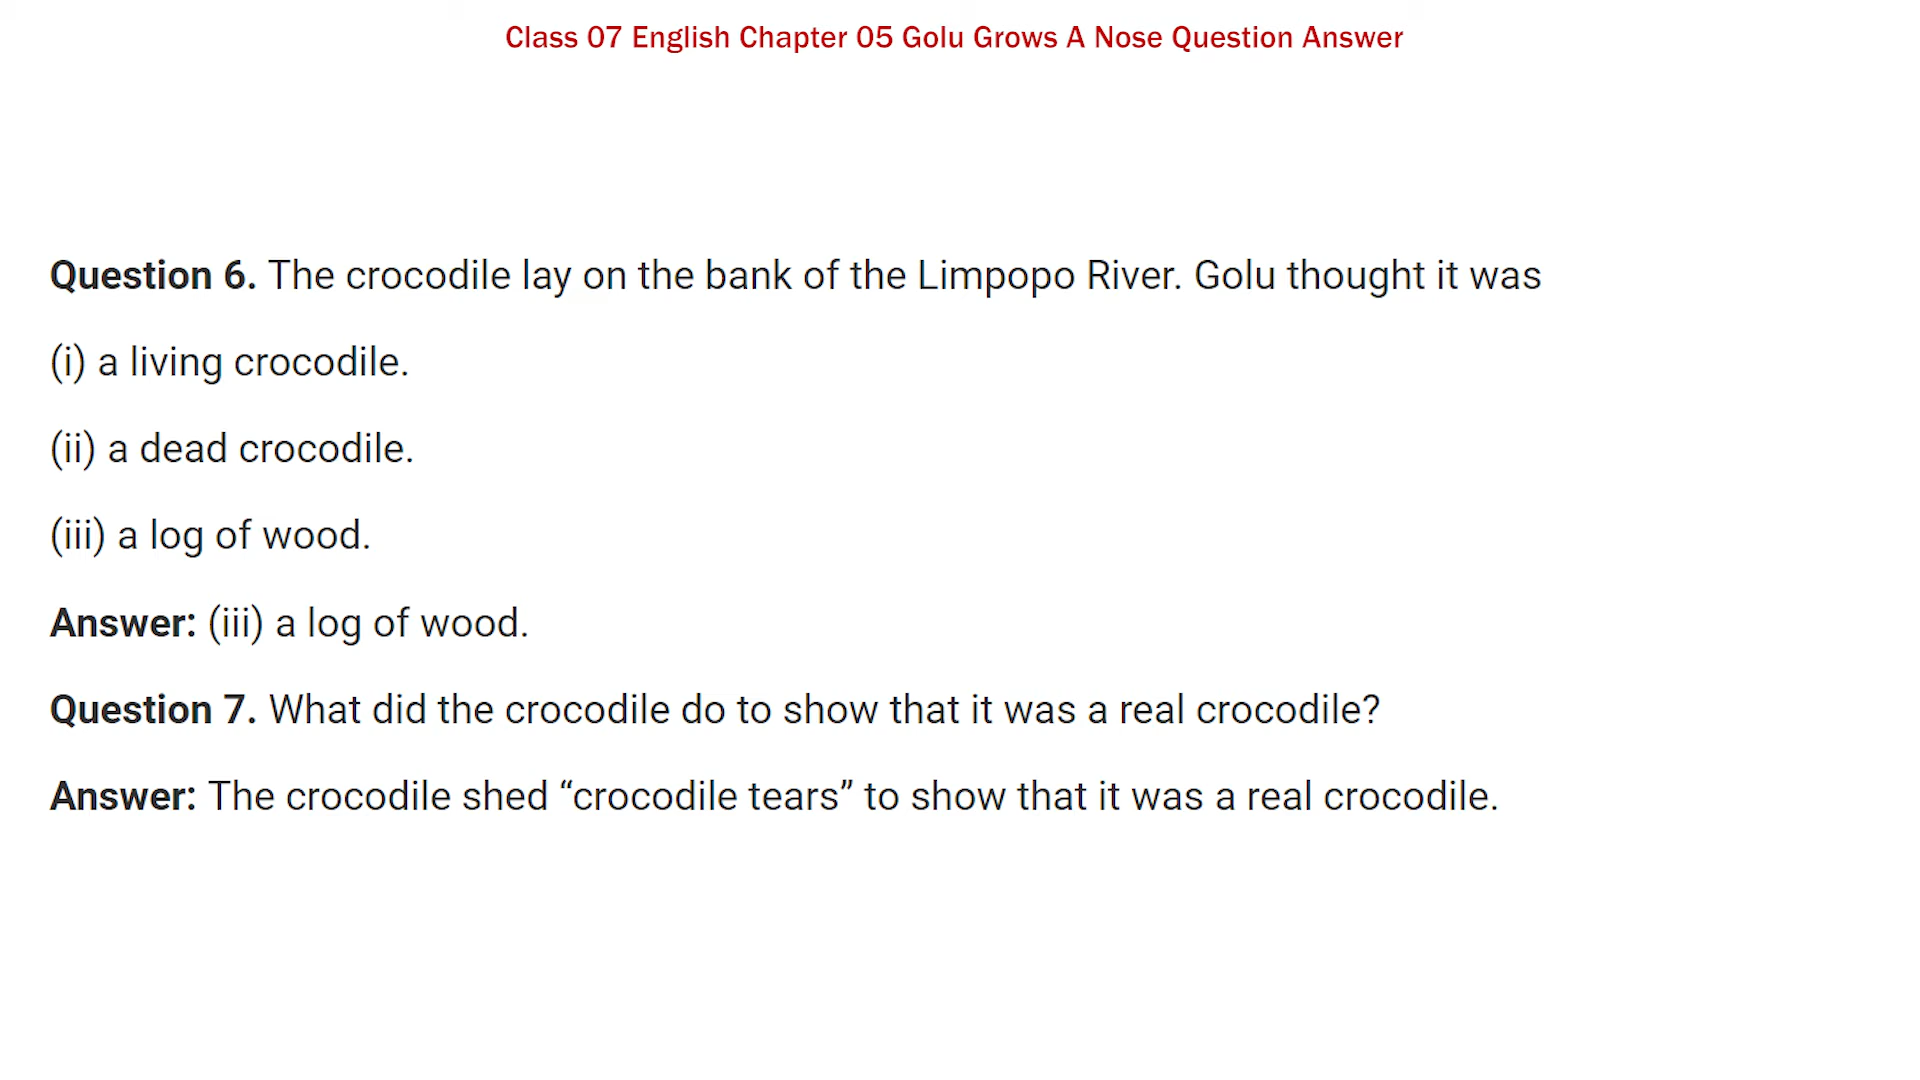 Class 07 English Chapter 05 Golu Grows A Nose Question Answer
Question 6. The crocodile lay on the bank of the Limpopo River. Golu thought it was
(i) a living crocodile.
(ii) a dead crocodile.
(iii) a log of wood.
Answer: (iii) a log of wood.
Question 7. What did the crocodile do to show that it was a real crocodile?
Answer: The crocodile shed “crocodile tears” to show that it was a real crocodile.